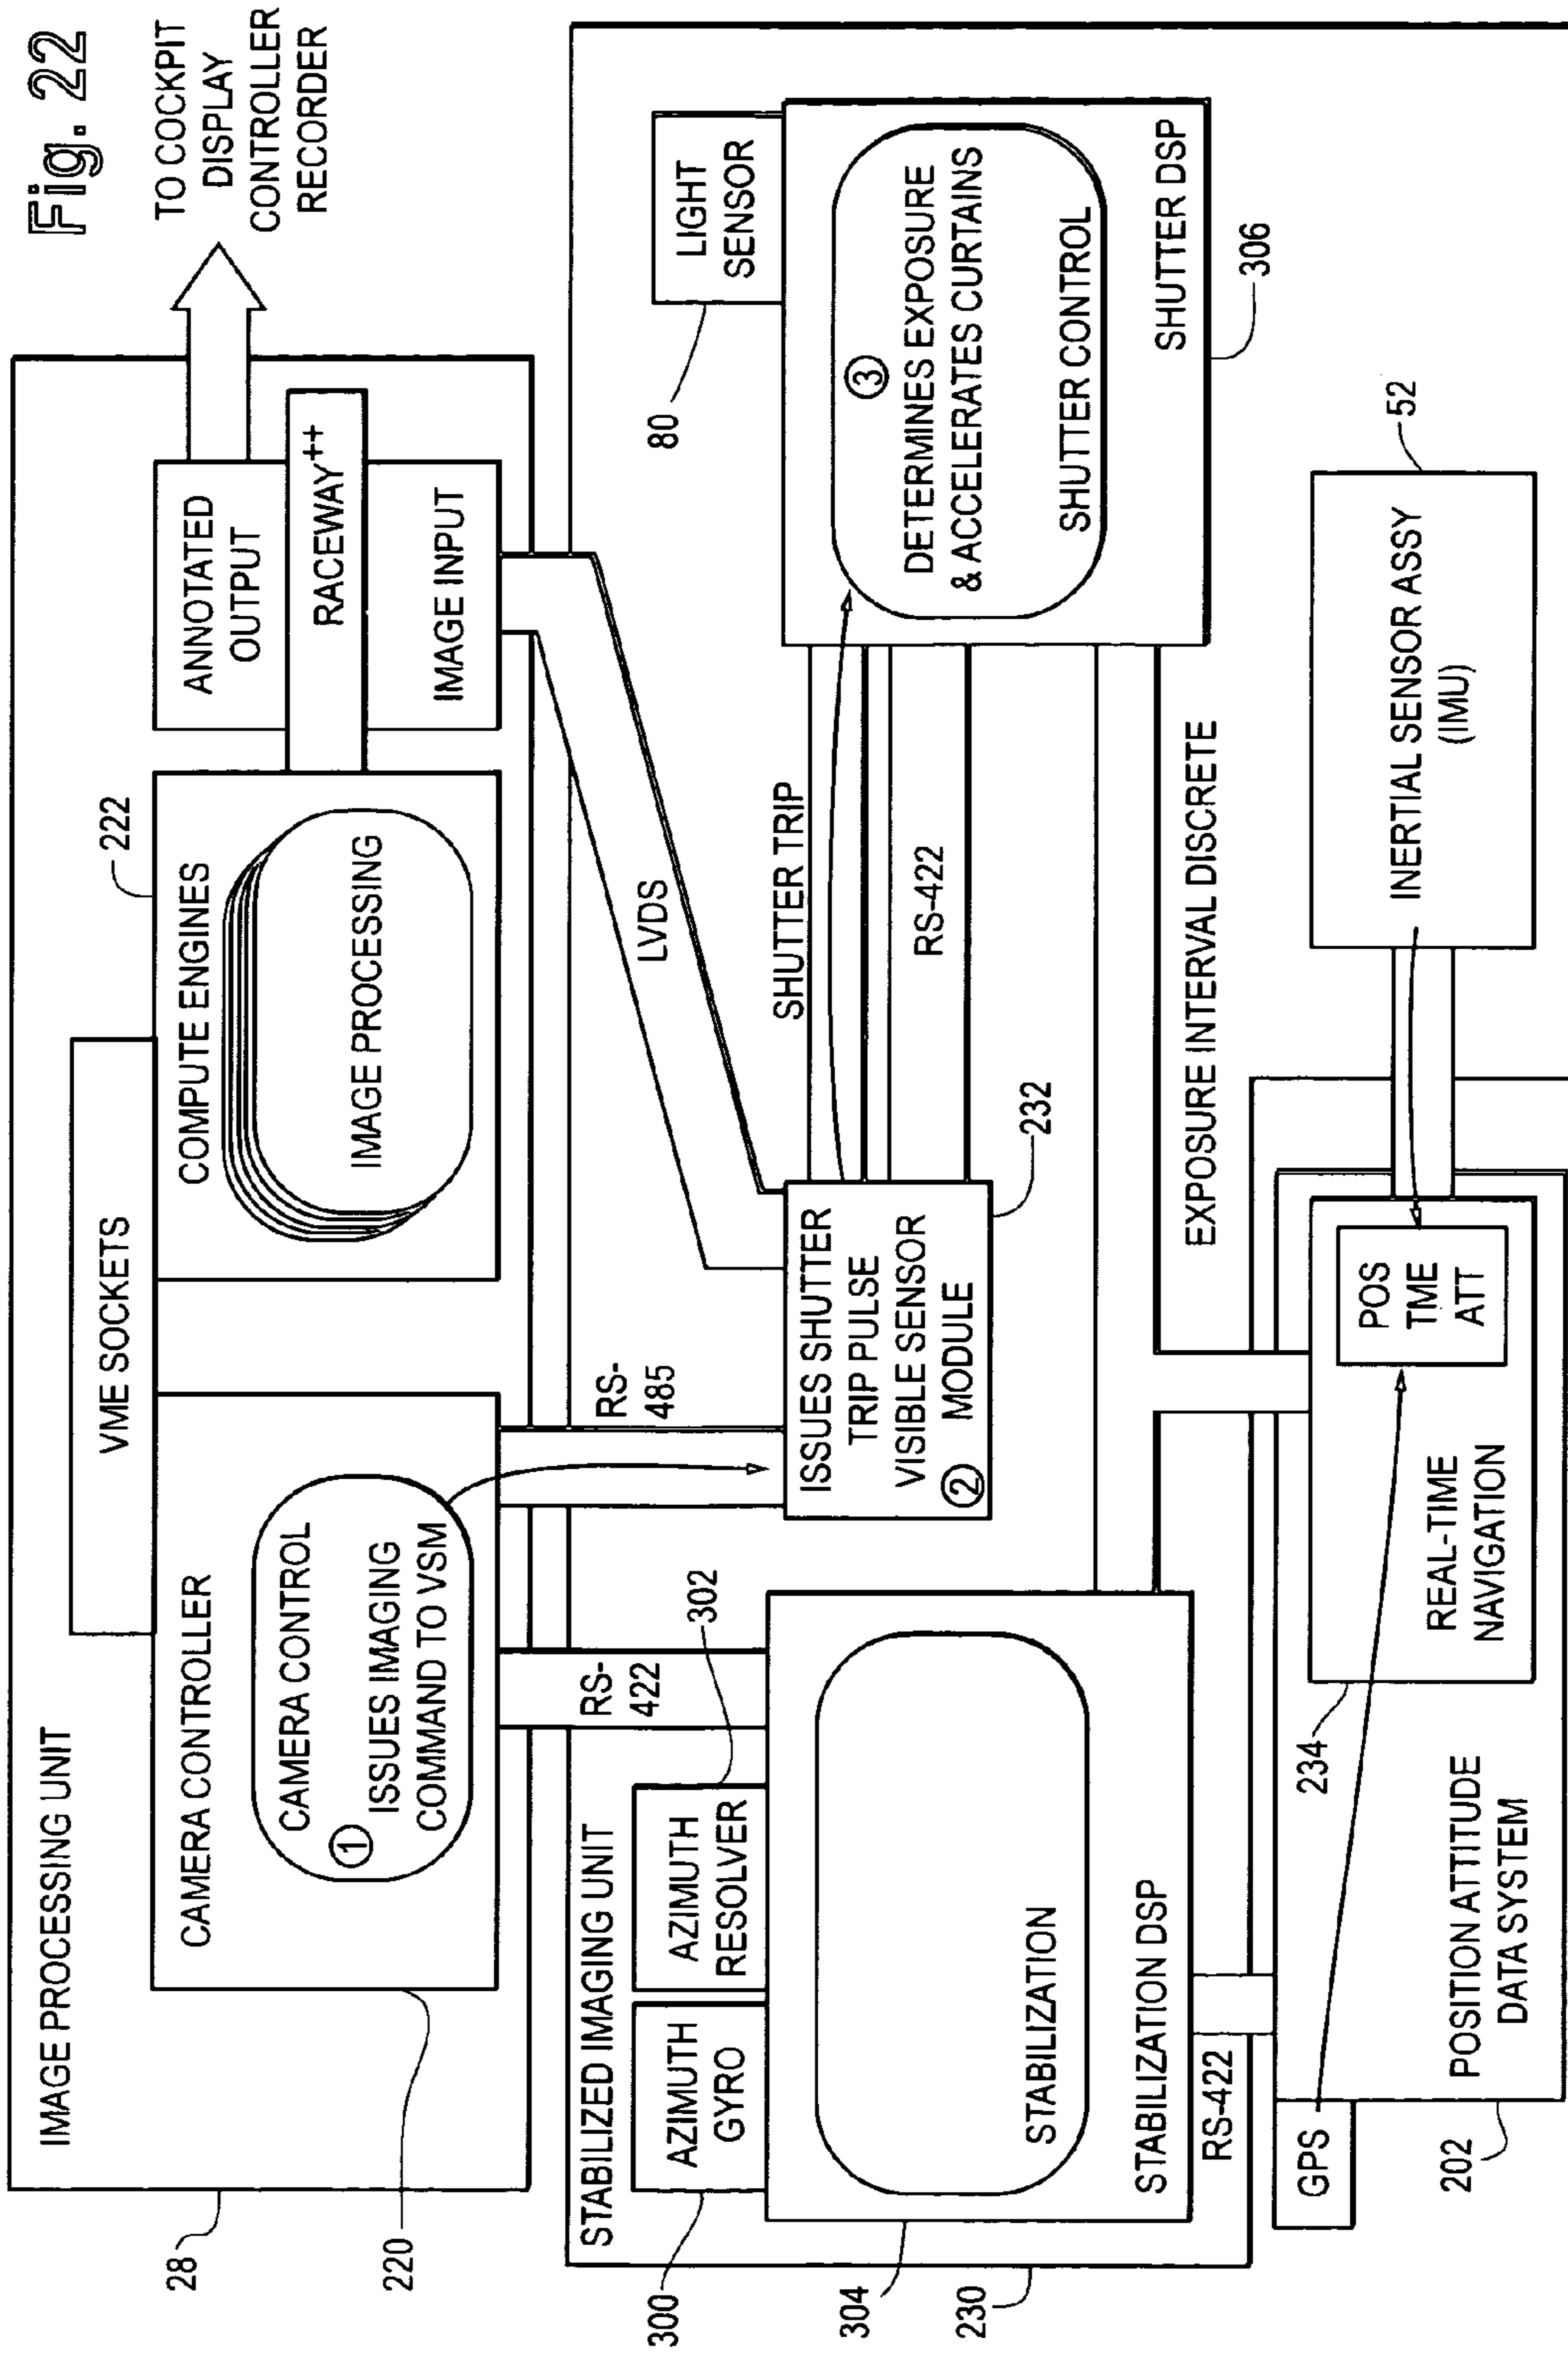 Fig. 22
TO COCKPIT
DISPLAY
CONTROLLER
RECORDER
IMAGE PROCESSING UNIT
28
VME SOCKETS
CAMERA CONTROLLER
CAMERA CONTROL
1
ISSUES IMAGING
COMMAND TO VSM
220
COMPUTE ENGINES
222
IMAGE PROCESSING
ANNOTATED
OUTPUT
RACEWAY++
IMAGE INPUT
RS-
422
RS-
485
LVDS
STABILIZED IMAGING UNIT
230
AZIMUTH
GYRO
300
AZIMUTH
RESOLVER
302
STABILIZATION
STABILIZATION DSP
304
ISSUES SHUTTER
TRIP PULSE
VISIBLE SENSOR
2 MODULE
232
SHUTTER TRIP
RS-422
LIGHT
SENSOR
80
3
DETERMINES EXPOSURE
& ACCELERATES CURTAINS
SHUTTER CONTROL
SHUTTER DSP
306
EXPOSURE INTERVAL DISCRETE
RS-422
GPS
202
POSITION ATTITUDE
DATA SYSTEM
234
REAL-TIME
NAVIGATION
POS
TME
ATT
INERTIAL SENSOR ASSY
(IMU)
52